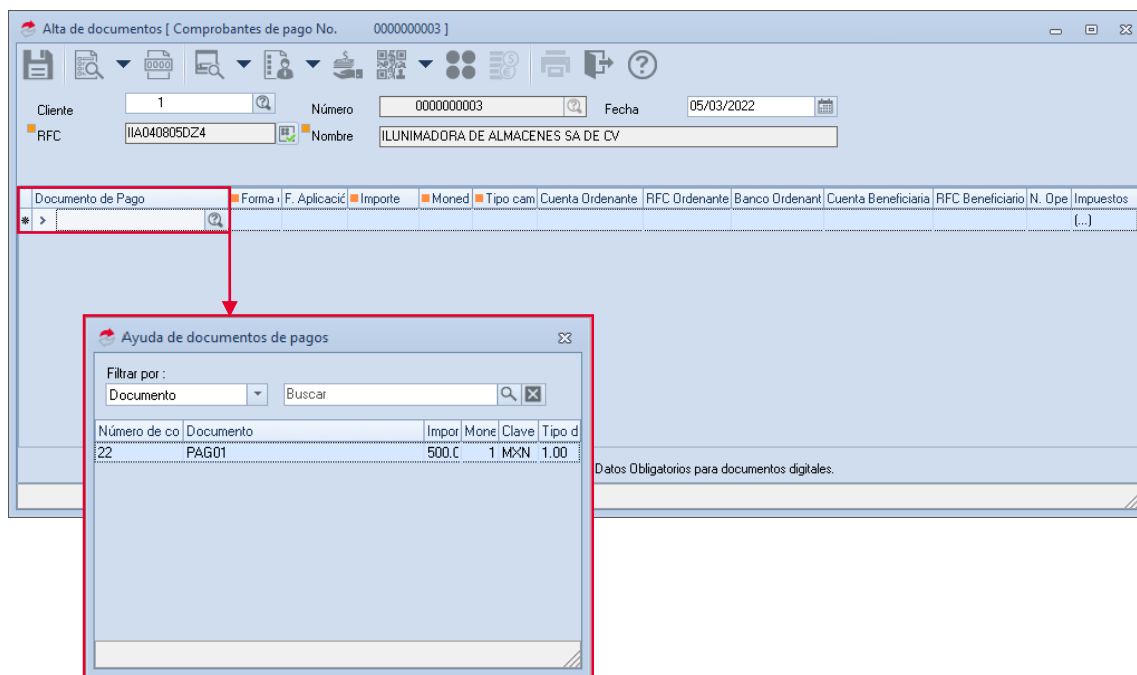 Alta de documentos [ Comprobantes de pago No. 0000000003 ]
0000
Cliente 1 Número 0000000003 Fecha 05/03/2022
RFC IIA040805DZ4 Nombre ILUNIMADORA DE ALMACENES SA DE CV
Documento de Pago Forma F. Aplicació Importe Moned Tipo cam Cuenta Ordenante RFC Ordenante Banco Ordenant Cuenta Beneficiaria RFC Beneficiario N. Ope Impuestos
* > (...)
Ayuda de documentos de pagos
Filtrar por :
Documento Buscar
Número de co Documento Impor Mone Clave Tipo d
22 PAG01 500.0 1 MXN 1.00
Datos Obligatorios para documentos digitales.